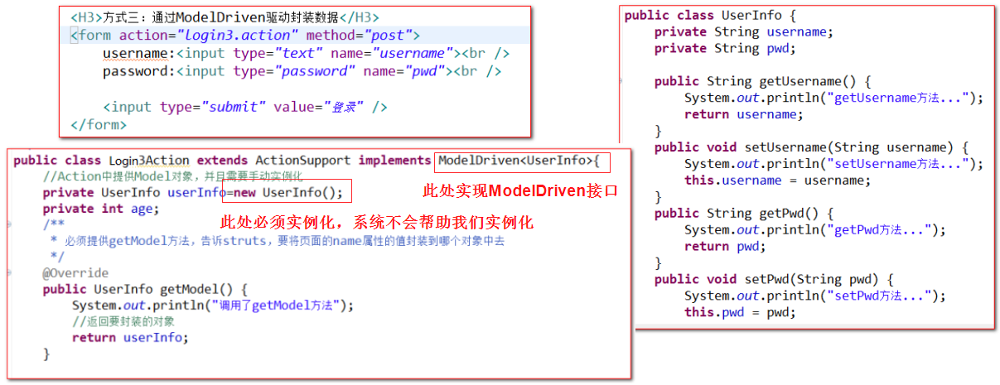 <H3>方式三：通过ModelDriven驱动封装数据</H3>
<form action="login3.action" method="post">
username:<input type="text" name="username"><br />
password:<input type="password" name="pwd"><br />
<input type="submit" value="登录" />
</form>
public class Login3Action extends ActionSupport implements ModelDriven<UserInfo>{
//Action中提供Model对象，并且需要手动实例化
private UserInfo userInfo=new UserInfo();
此处实现ModelDriven接口
private int age;
此处必须实例化，系统不会帮助我们实例化
/**
* 必须提供getModel方法，告诉struts，要将页面的name属性的值封装到哪个对象中去
*/
@Override
public UserInfo getModel() {
System.out.println("调用了getModel方法");
//返回要封装的对象
return userInfo;
}
public class UserInfo {
private String username;
private String pwd;
public String getUsername() {
System.out.println("getUsername方法...");
return username;
}
public void setUsername(String username) {
System.out.println("setUsername方法...");
this.username = username;
}
public String getPwd() {
System.out.println("getPwd方法...");
return pwd;
}
public void setPwd(String pwd) {
System.out.println("setPwd方法...");
this.pwd = pwd;